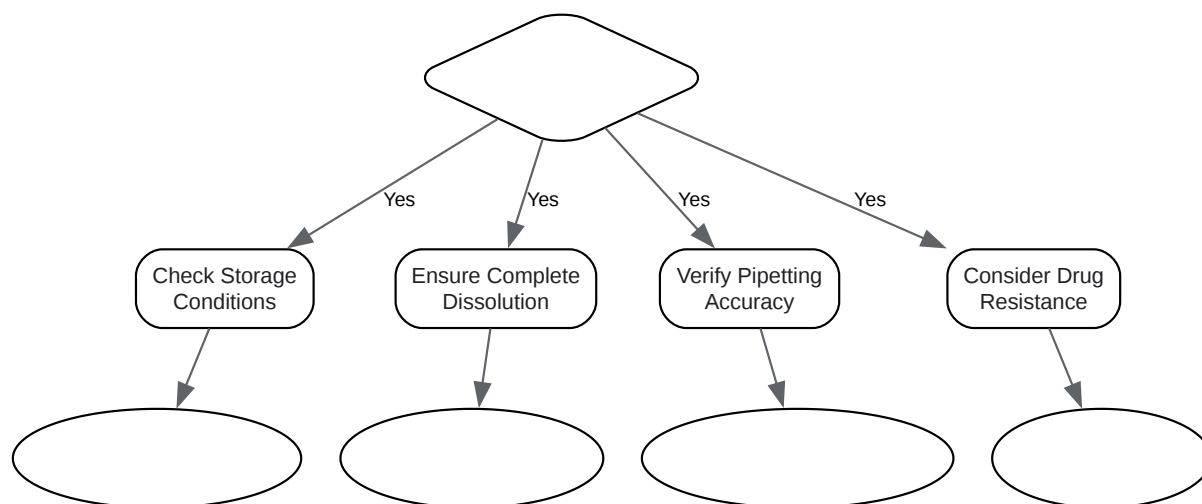 Yes
Yes
Yes
Yes
Check Storage
Conditions
Ensure Complete
Dissolution
Verify Pipetting
Accuracy
Consider Drug
Resistance